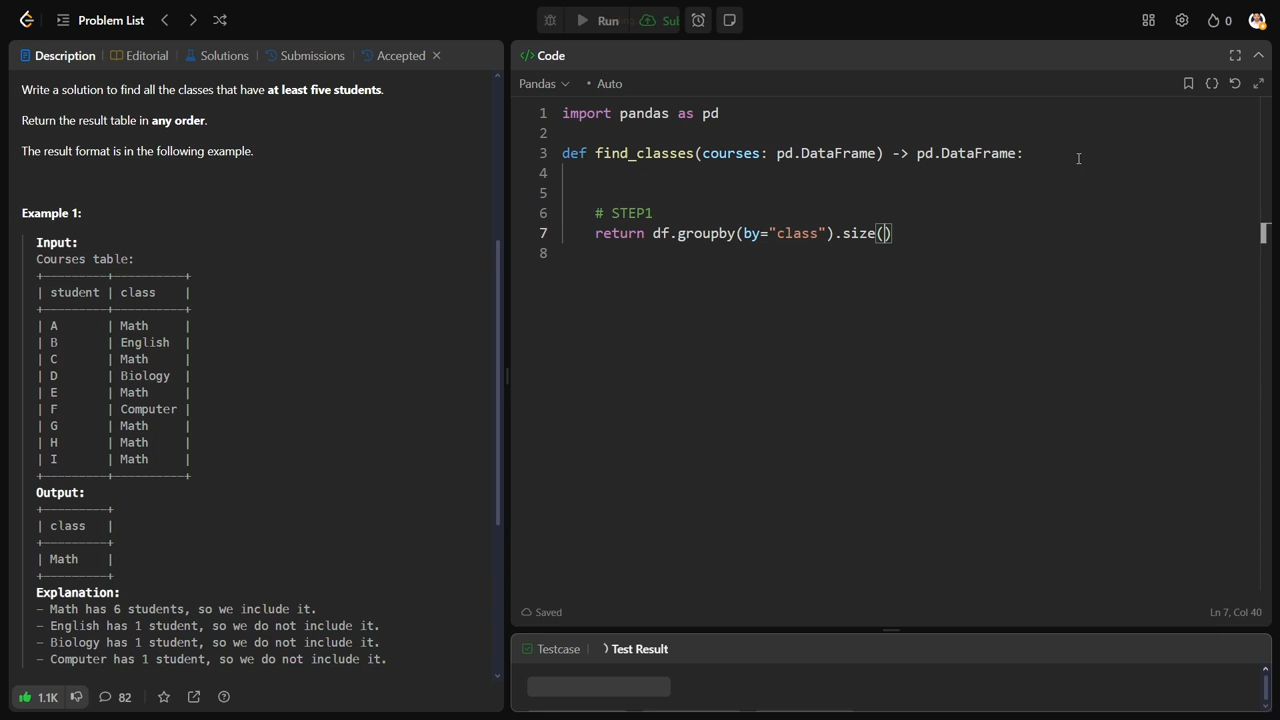 Problem List
Run
Sub
0
Description
Editorial
Solutions
Submissions
Accepted
Write a solution to find all the classes that have at least five students.
Return the result table in any order.
The result format is in the following example.
Example 1:
Input:
Courses table:
+---------+----------+
| student | class    |
+---------+----------+
| A       | Math     |
| B       | English  |
| C       | Math     |
| D       | Biology  |
| E       | Math     |
| F       | Computer |
| G       | Math     |
| H       | Math     |
| I       | Math     |
+---------+----------+
Output:
+---------+
| class   |
+---------+
| Math    |
+---------+
Explanation:
- Math has 6 students, so we include it.
- English has 1 student, so we do not include it.
- Biology has 1 student, so we do not include it.
- Computer has 1 student, so we do not include it.
1.1K
82
</> Code
Pandas
• Auto
1 import pandas as pd
2
3 def find_classes(courses: pd.DataFrame) -> pd.DataFrame:
4
5
6 # STEP1
7 return df.groupby(by="class").size()
8
Saved
Ln 7, Col 40
Testcase
Test Result